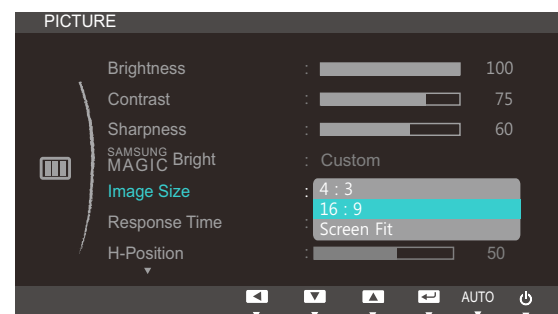 PICTURE
Brightness : 100
Contrast : 75
Sharpness : 60
SAMSUNG MAGIC Bright : Custom
Image Size : 4 : 3
16 : 9
Response Time : Screen Fit
H-Position : 50
AUTO